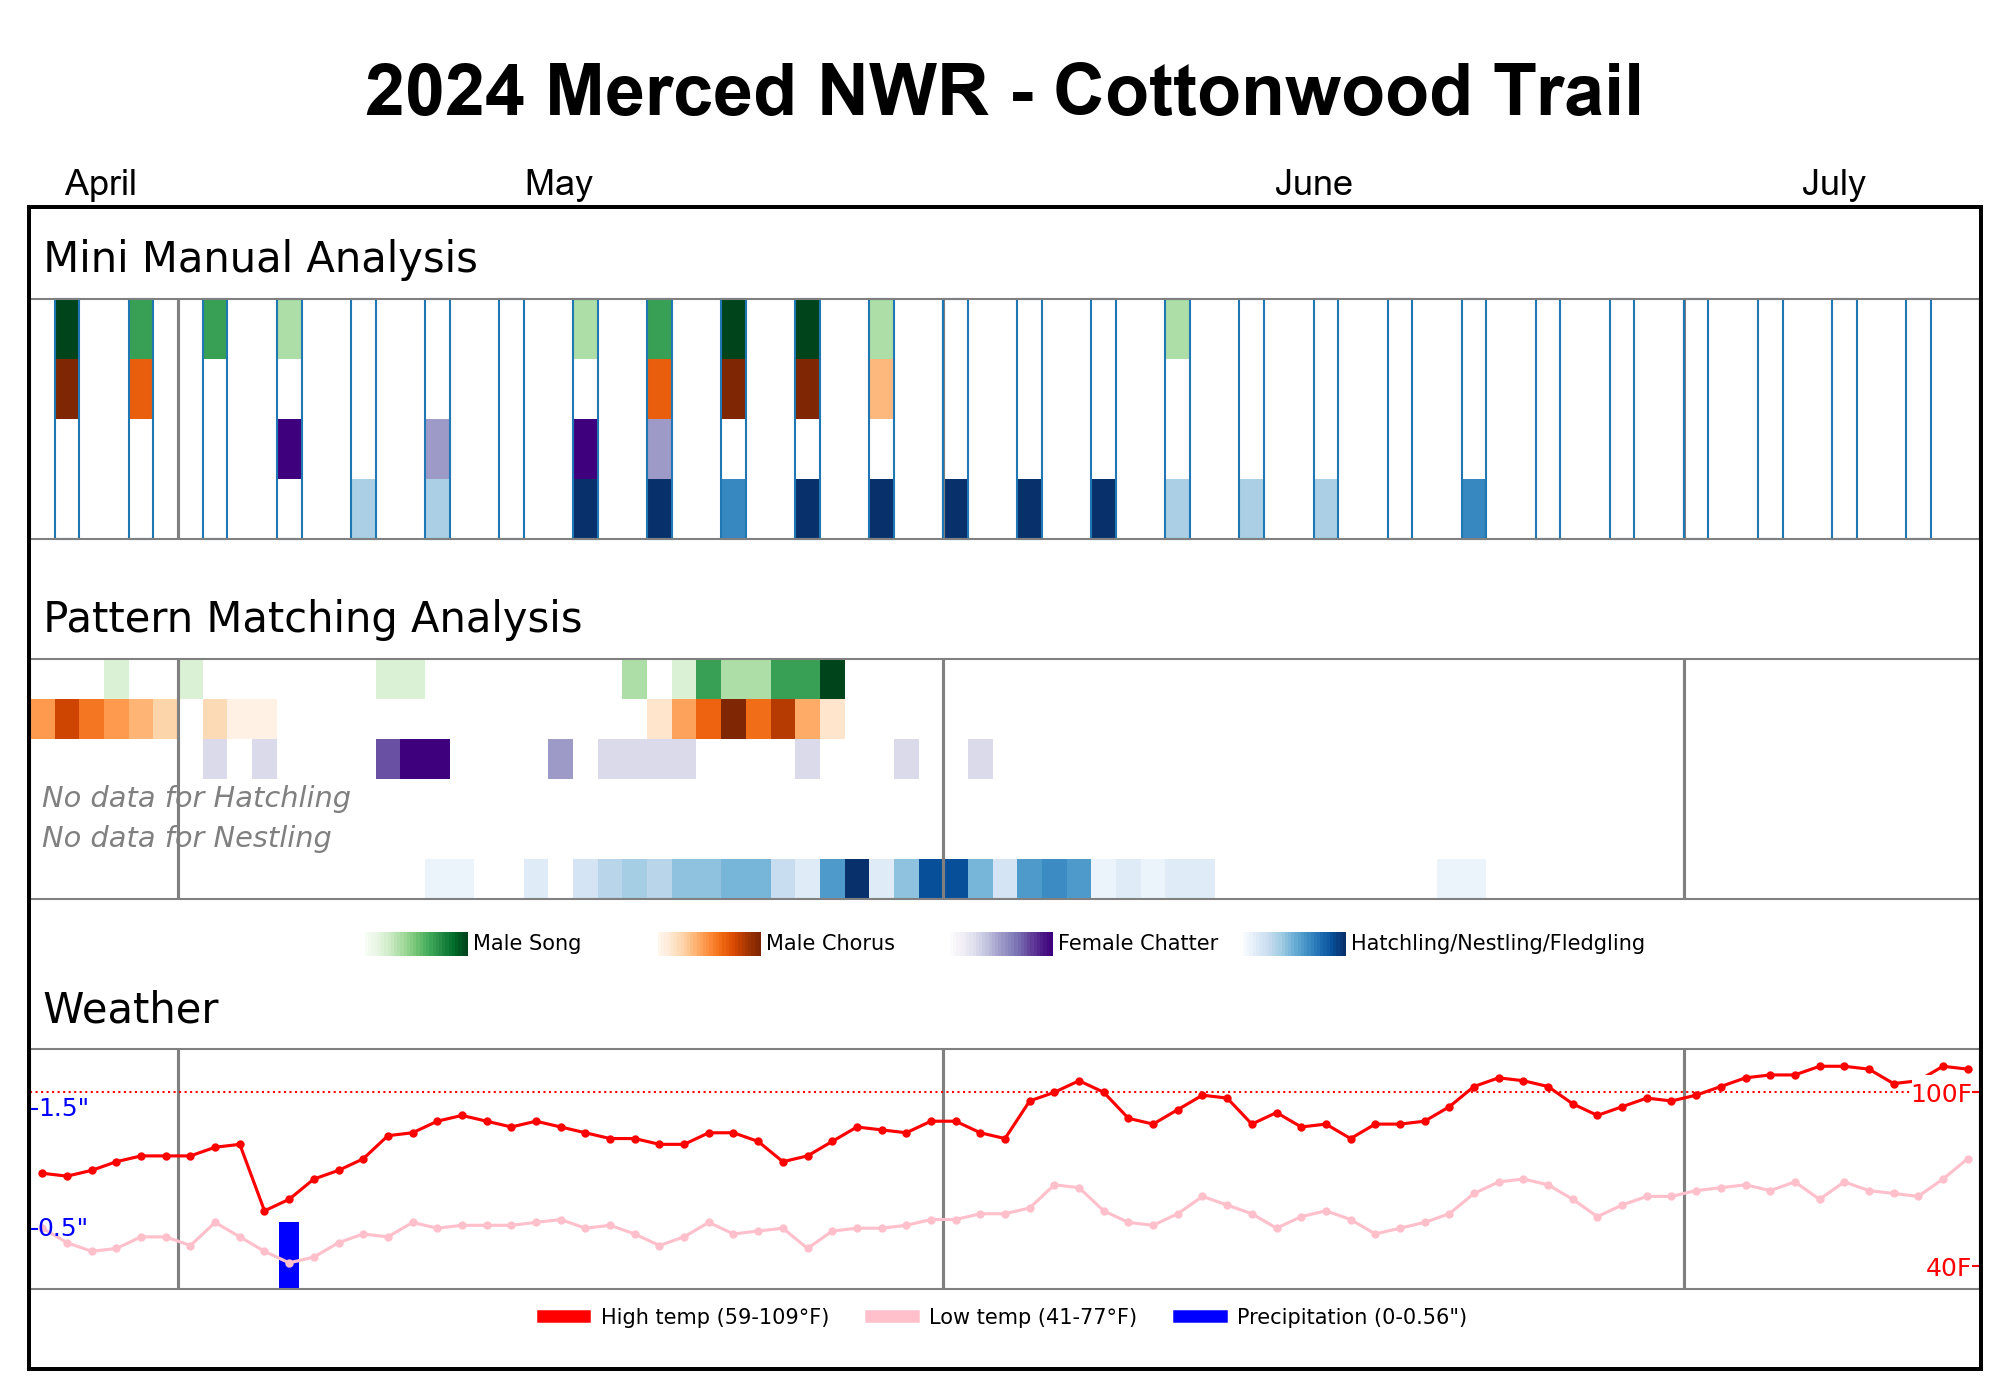 2024 Merced NWR - Cottonwood Trail
April May June July
Mini Manual Analysis
Pattern Matching Analysis
No data for Hatchling
No data for Nestling
Male Song Male Chorus Female Chatter Hatchling/Nestling/Fledgling
Weather
1.5" 100F
0.5"
40F
High temp (59-109°F) Low temp (41-77°F) Precipitation (0-0.56")